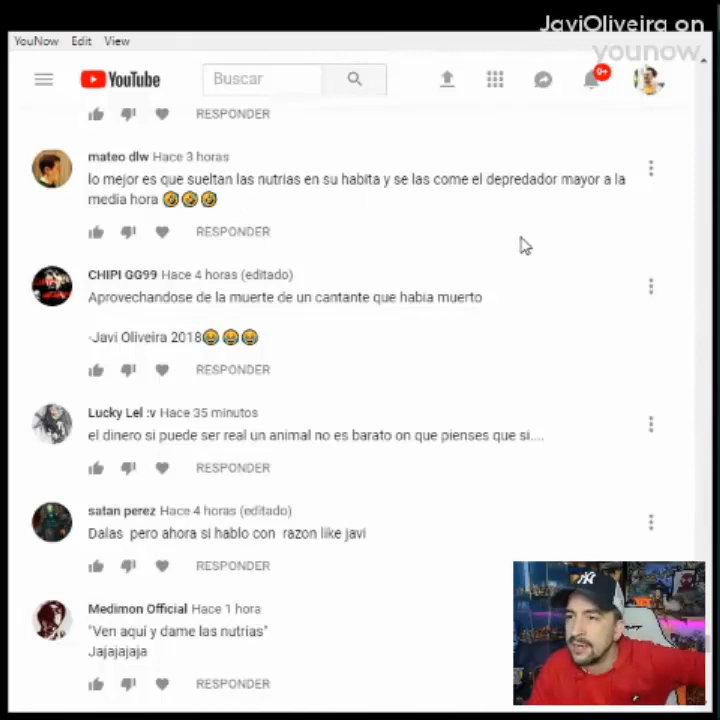 JaviOliveira on
younow
YouNow Edit View
YouTube
Buscar
9+
RESPONDER
mateo dlw Hace 3 horas
lo mejor es que sueltan las nutrias en su habita y se las come el depredador mayor a la
media hora 🤣🤣🤣
RESPONDER
CHIPI GG99 Hace 4 horas (editado)
Aprovechandose de la muerte de un cantante que habia muerto
-Javi Oliveira 2018😂😂😂
RESPONDER
Lucky Lel :v Hace 35 minutos
el dinero si puede ser real un animal no es barato on que pienses que si....
RESPONDER
satan perez Hace 4 horas (editado)
Dalas pero ahora si hablo con razon like javi
RESPONDER
Medimon Official Hace 1 hora
"Ven aquí y dame las nutrias"
Jajajajaja
RESPONDER